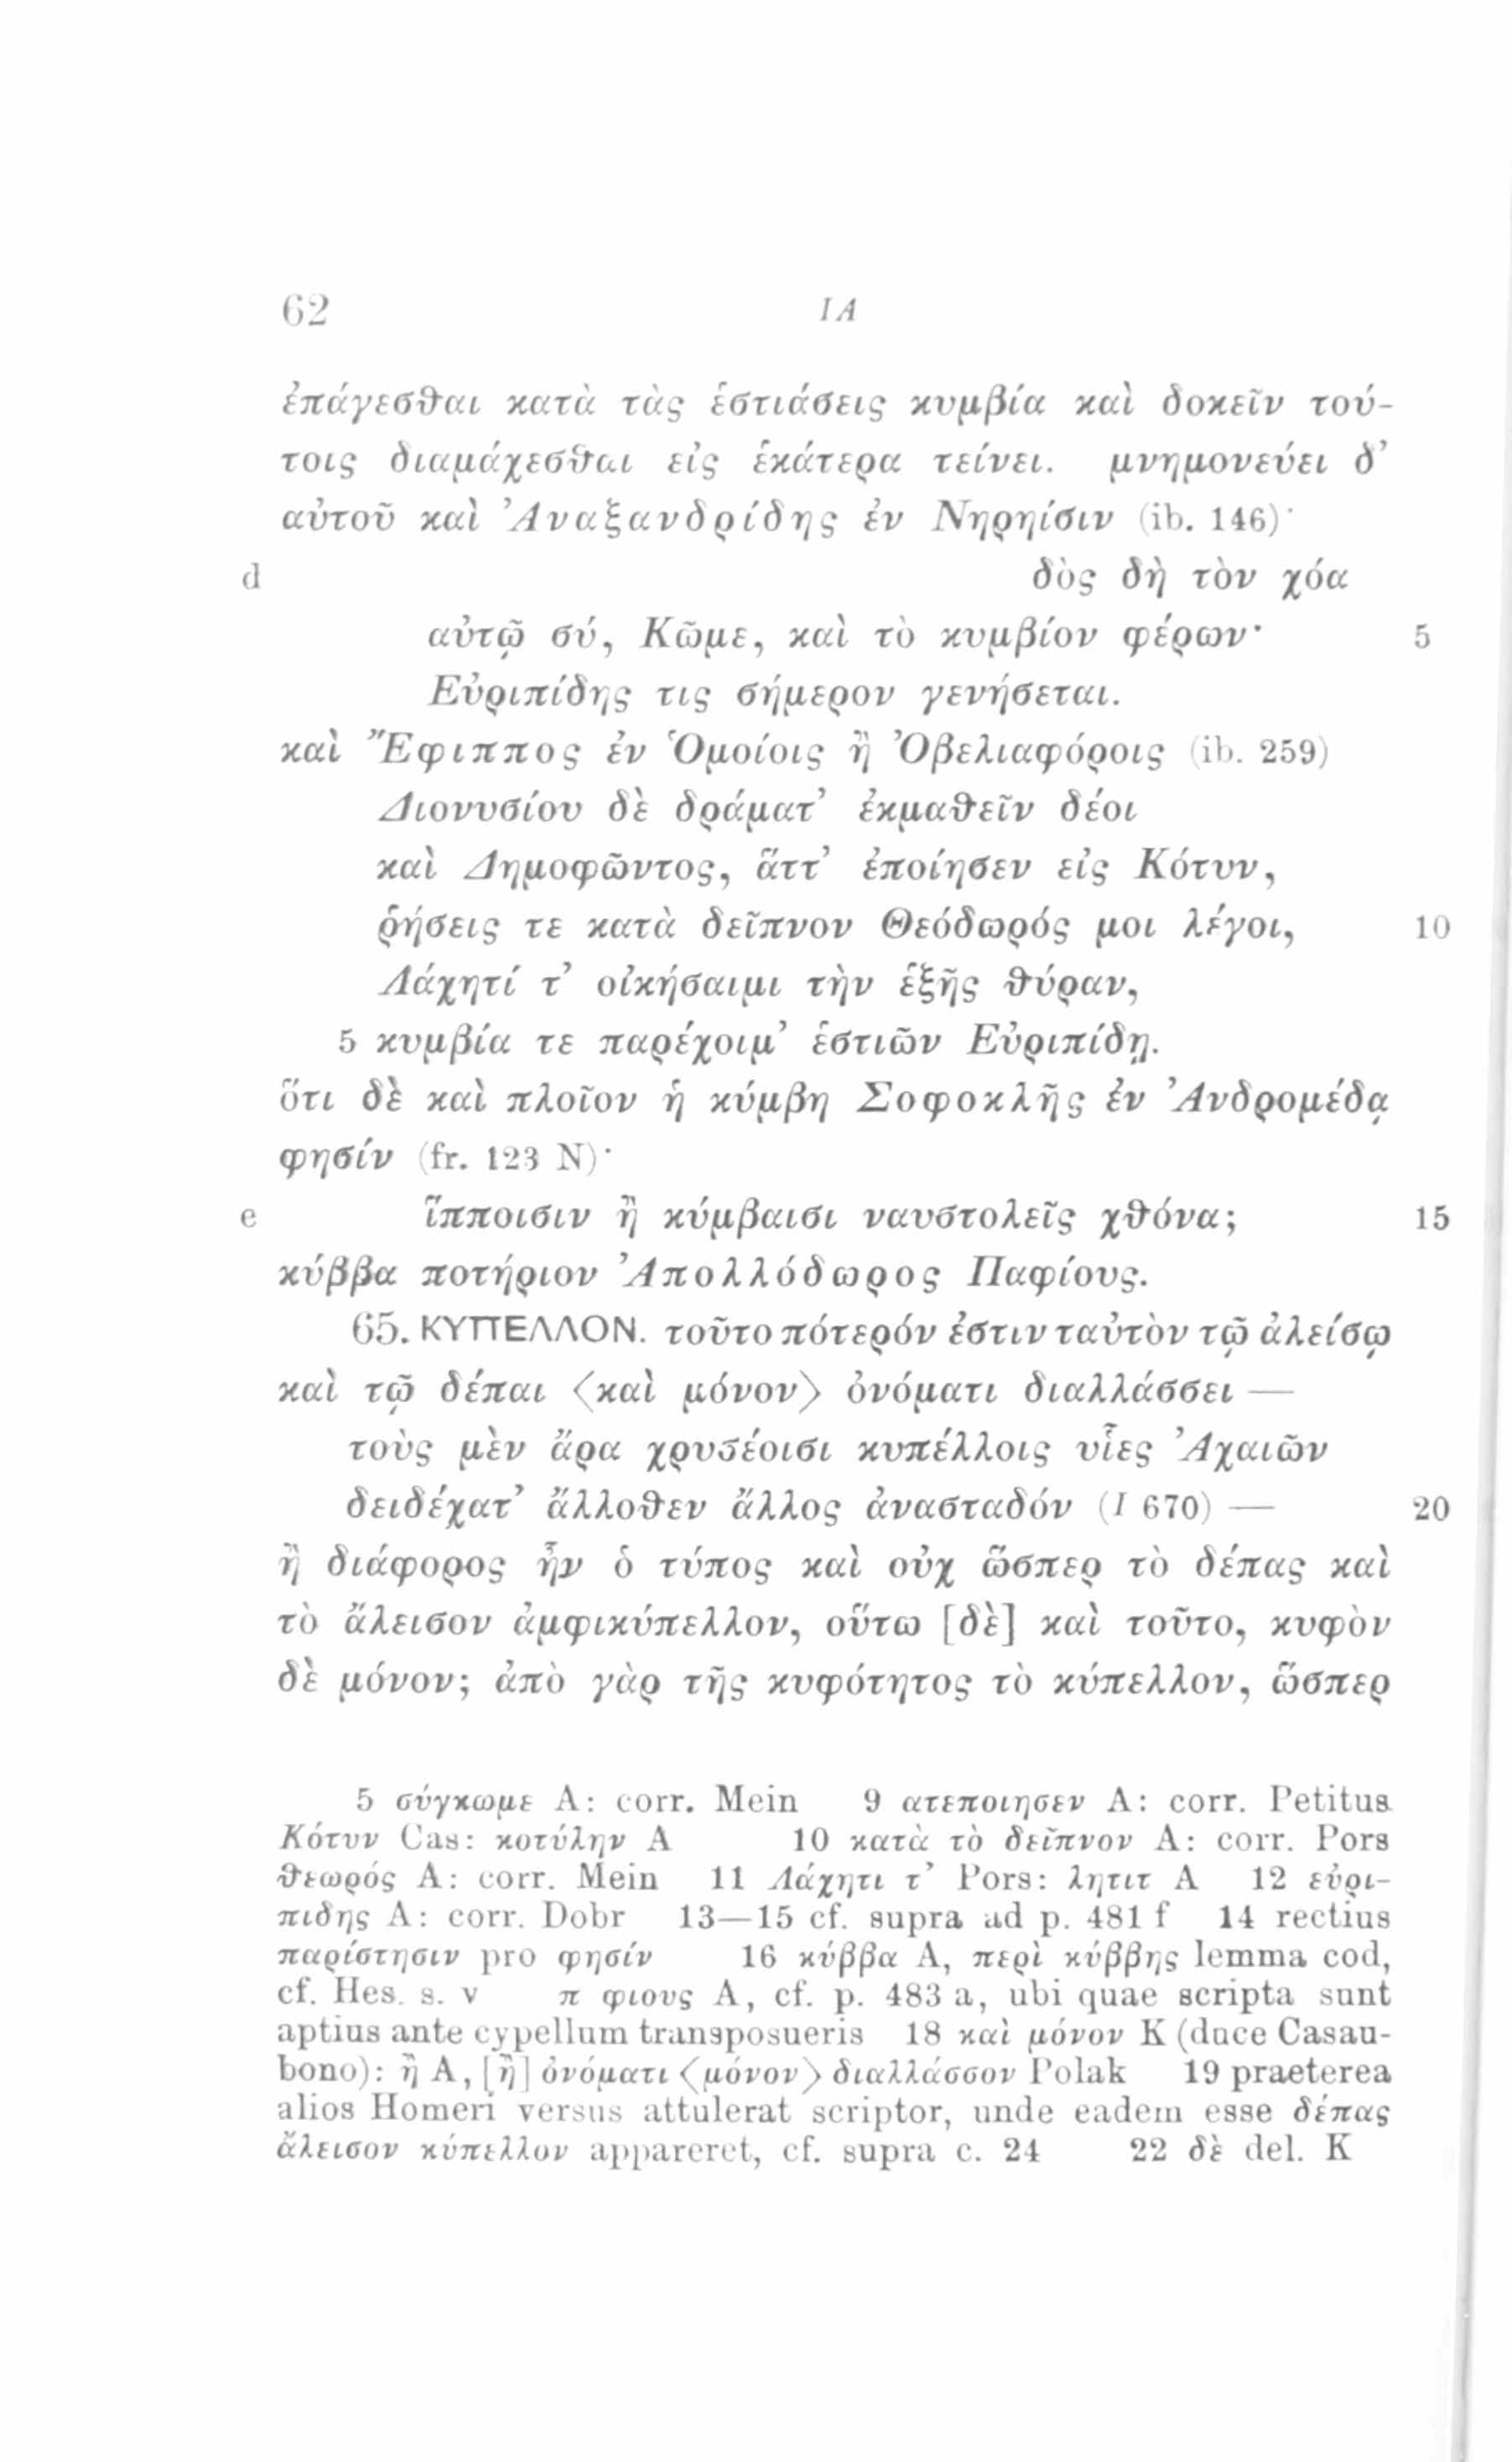 62 ΙΑ
ἐπάγεσθαι κατὰ τὰς ἑστιάσεις κυμβία καὶ δοκεῖν τού-
τοις διαμάχεσθαι εἰς ἑκάτερα τείνει. μνημονεύει δ᾽
αὐτοῦ καὶ Ἀναξανδρίδης ἐν Νηρηίσιν (ib. 146)·
d δὸς δὴ τὸν χόα
αὐτῷ σύ, Κῶμε, καὶ τὸ κυμβίον φέρων· 5
Εὐριπίδης τις σήμερον γενήσεται.
καὶ Ἔφιππος ἐν Ὁμοίοις ἢ Ὀβελιαφόροις (ib. 259)
Διονυσίου δὲ δράματ᾽ ἐκμαθεῖν δέοι
καὶ Δημοφῶντος, ἅττ᾽ ἐποίησεν εἰς Κότυν,
ῥήσεις τε κατὰ δεῖπνον Θεόδωρός μοι λέγοι, 10
Λάχητί τ᾽ οἰκήσαιμι τὴν ἑξῆς θύραν,
5 κυμβία τε παρέχοιμ᾽ ἑστιῶν Εὐριπίδῃ.
ὅτι δὲ καὶ πλοῖον ἡ κύμβη Σοφοκλῆς ἐν Ἀνδρομέδᾳ
φησίν (fr. 123 N)·
e ἵπποισιν ἢ κύμβαισι ναυστολεῖς χθόνα; 15
κύββα ποτήριον Ἀπολλόδωρος Παφίους.
65. ΚΥΠΕΛΛΟΝ. τοῦτο πότερόν ἐστιν ταὐτὸν τῷ ἀλείσῳ
καὶ τῷ δέπαι <καὶ μόνον> ὀνόματι διαλλάσσει —
τοὺς μὲν ἄρα χρυσέοισι κυπέλλοις υἷες Ἀχαιῶν
δειδέχατ᾽ ἄλλοθεν ἄλλος ἀνασταδόν (I 670) — 20
ἢ διάφορος ἦν ὁ τύπος καὶ οὐχ ὥσπερ τὸ δέπας καὶ
τὸ ἄλεισον ἀμφικύπελλον, οὕτω [δὲ] καὶ τοῦτο, κυφὸν
δὲ μόνον; ἀπὸ γὰρ τῆς κυφότητος τὸ κύπελλον, ὥσπερ
5 σύγκωμε A: corr. Mein 9 ατεποιησεν A: corr. Petitus
Κότυν Cas: κοτύλην A 10 κατὰ τὸ δεῖπνον A: corr. Pors
θεωρός A: corr. Mein 11 Λάχητι τ᾽ Pors: λητιτ A 12 εὐρι-
πιδης A: corr. Dobr 13—15 cf. supra ad p. 481 f 14 rectius
παρίστησιν pro φησίν 16 κύββα A, περὶ κύββης lemma cod,
cf. Hes. s. v π φιους A, cf. p. 483 a, ubi quae scripta sunt
aptius ante cypellum transposueris 18 καὶ μόνον K (duce Casau-
bono): ἢ A, [ἢ] ὀνόματι <μόνον> διαλλάσσον Polak 19 praeterea
alios Homeri versus attulerat scriptor, unde eadem esse δέπας
ἄλεισον κύπελλον appareret, cf. supra c. 24 22 δὲ del. K